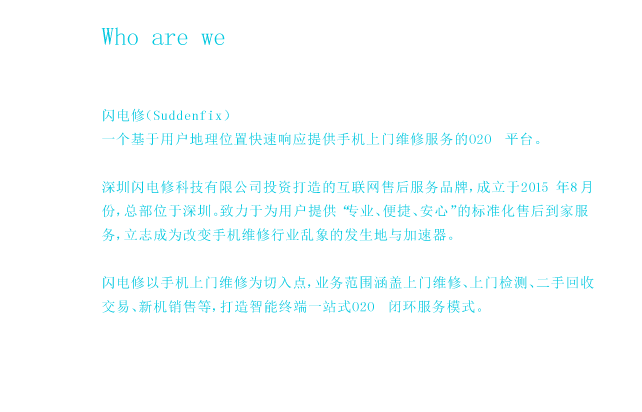 Who are we
闪电修(Suddenfix)
一个基于用户地理位置快速响应提供手机上门维修服务的O2O 平台。
深圳闪电修科技有限公司投资打造的互联网售后服务品牌,成立于2015 年8月
份,总部位于深圳。致力于为用户提供“专业、便捷、安心”的标准化售后到家服
务,立志成为改变手机维修行业乱象的发生地与加速器。
闪电修以手机上门维修为切入点,业务范围涵盖上门维修、上门检测、二手回收
交易、新机销售等,打造智能终端一站式O2O 闭环服务模式。